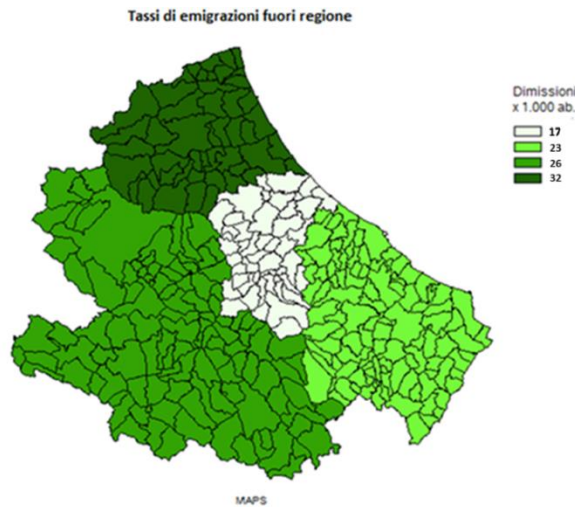 Tassi di emigrazioni fuori regione
Dimissioni
x 1.000 ab.
17
23
26
32
MAPS